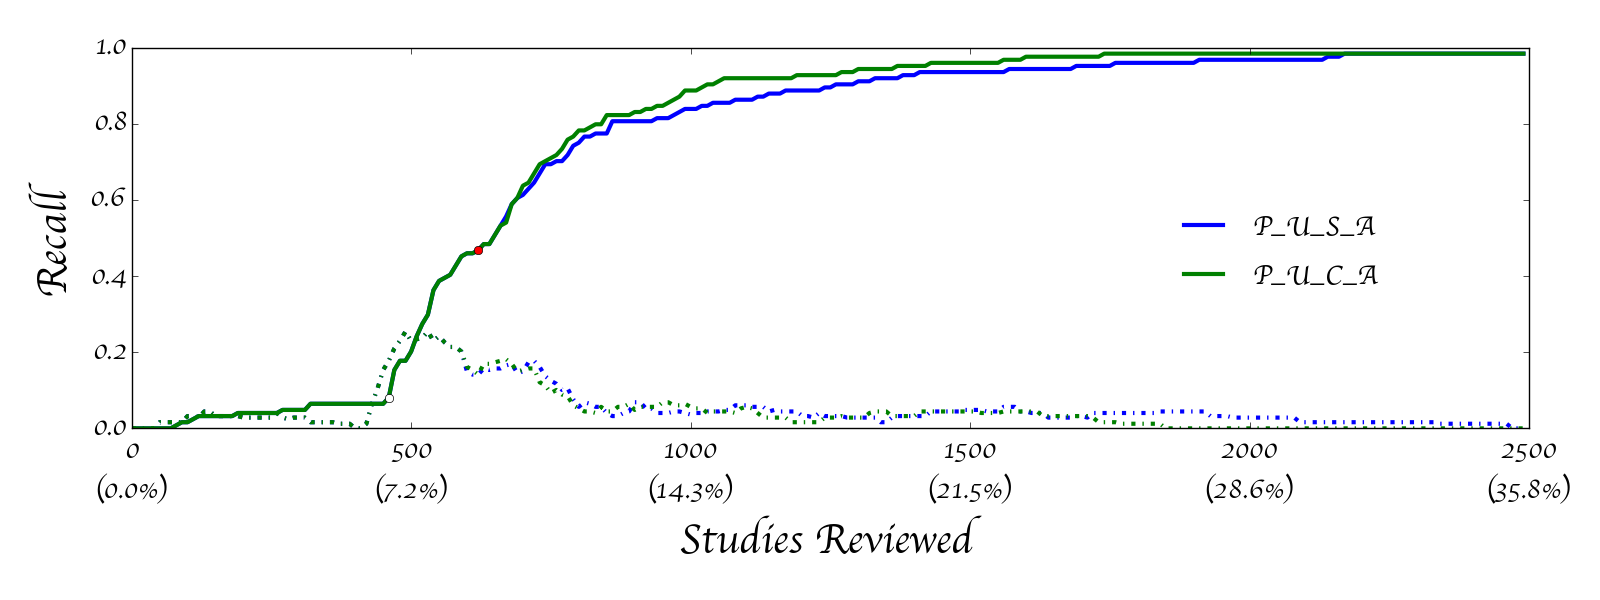 1.0
0.8
0.6
0.4
0.2
0.0
Recall
P_U_S_A
P_U_C_A
0 500 1000 1500 2000 2500
(0.0%) (7.2%) (14.3%) (21.5%) (28.6%) (35.8%)
Studies Reviewed